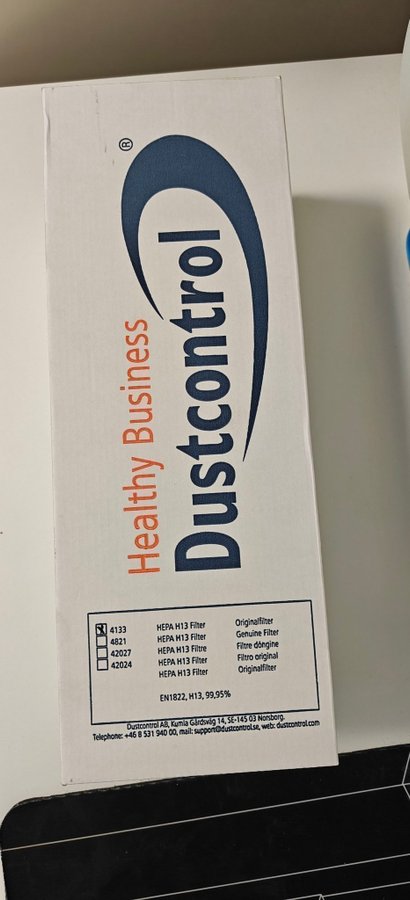 Healthy Business
Dustcontrol®
4133 HEPA H13 Filter Originalfilter
4821 HEPA H13 Filter Genuine Filter
42027 HEPA H13 Filtre Filtre dóngine
42024 HEPA H13 Filter Filtro original
HEPA H13 Filter Originalfilter
EN1822, H13, 99,95%
Dustcontrol AB, Kumla Gårdsväg 14, SE-145 03 Norsborg.
Telephone: +46 8 531 940 00, mail: support@dustcontrol.se, web: dustcontrol.com